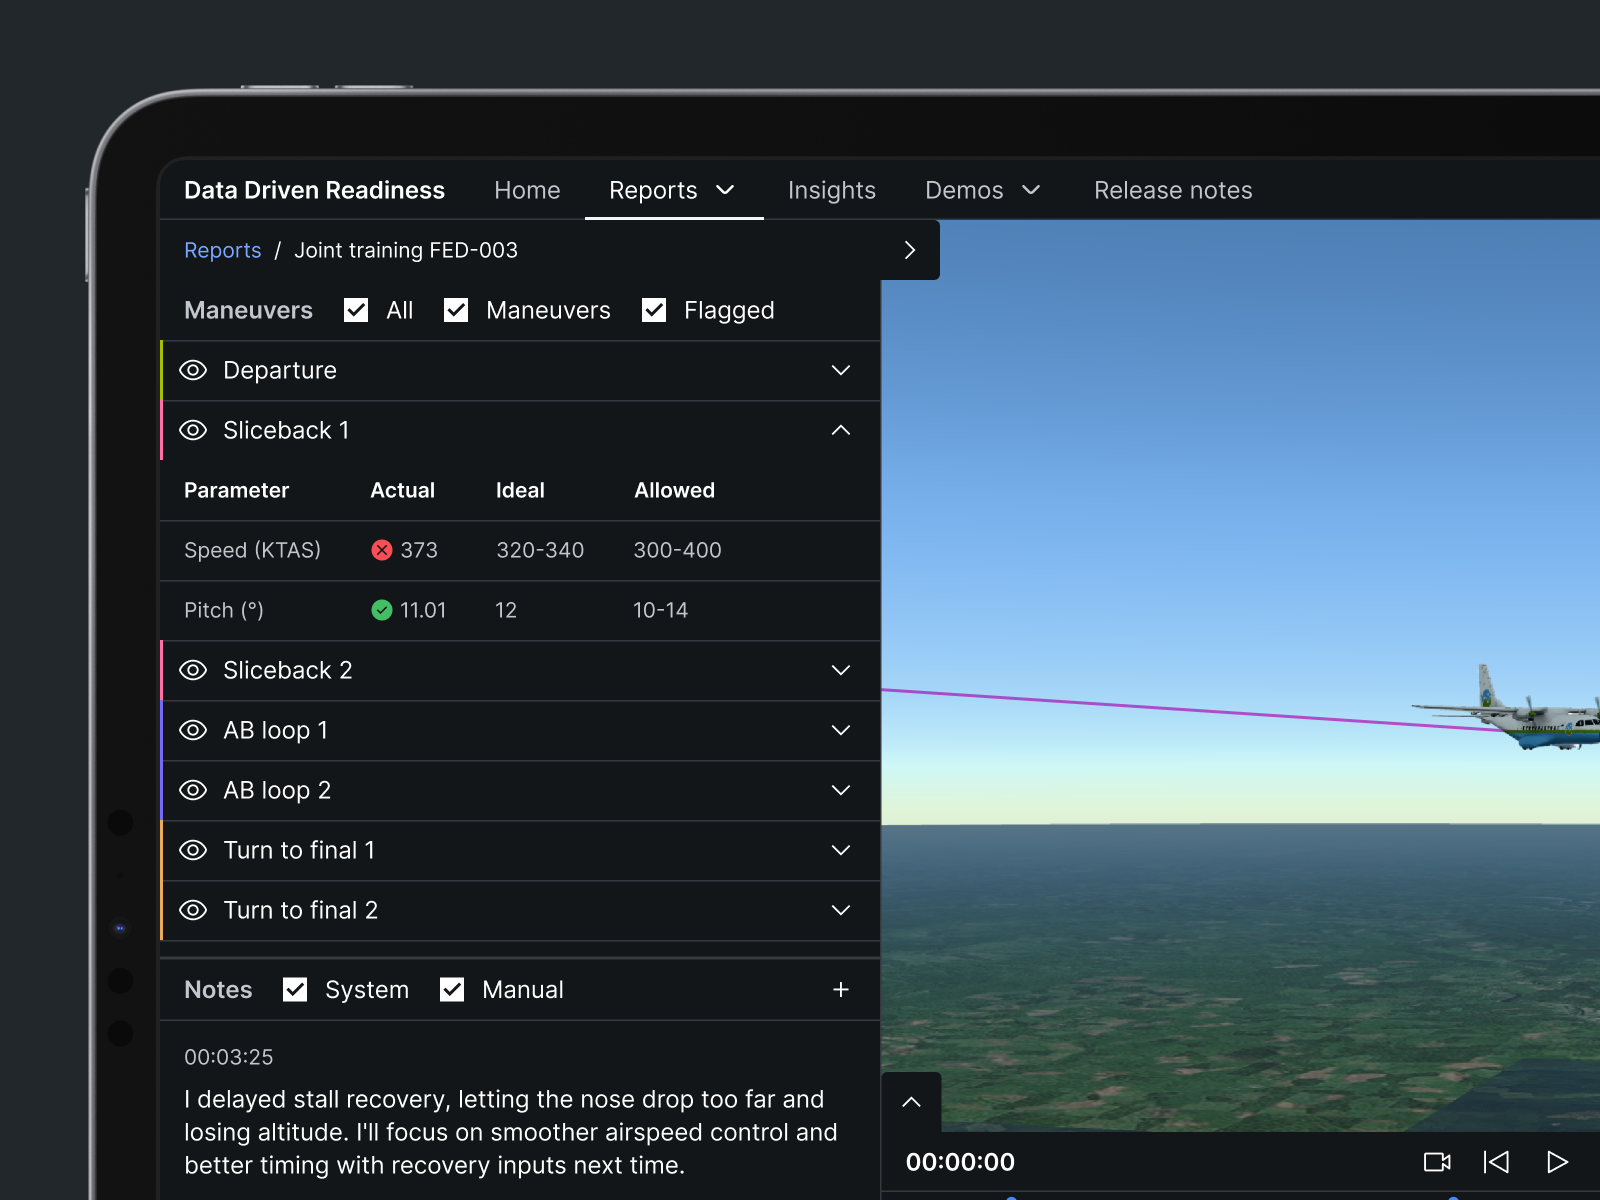 Data Driven Readiness Home Reports Insights Demos Release notes
Reports / Joint training FED-003
Maneuvers All Maneuvers Flagged
Departure
Sliceback 1
Parameter Actual Ideal Allowed
Speed (KTAS) 373 320-340 300-400
Pitch (°) 11.01 12 10-14
Sliceback 2
AB loop 1
AB loop 2
Turn to final 1
Turn to final 2
Notes System Manual
00:03:25
I delayed stall recovery, letting the nose drop too far and
losing altitude. I'll focus on smoother airspeed control and
better timing with recovery inputs next time.
00:00:00